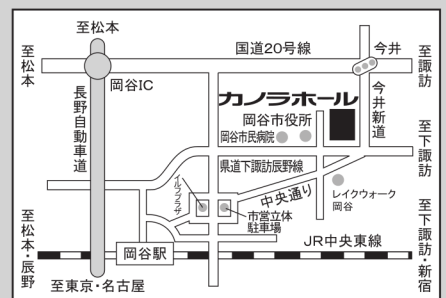 至松本
国道20号線
今井
至松本
至諏訪
岡谷IC
カノラホール
長野自動車道
岡谷市役所
岡谷市民病院
今井新道
県道下諏訪辰野線
至下諏訪
イルフプラザ
中央通り
レイクウォーク
岡谷
市営立体
駐車場
至松本・辰野
岡谷駅
JR中央東線
至下諏訪・新宿
至東京・名古屋